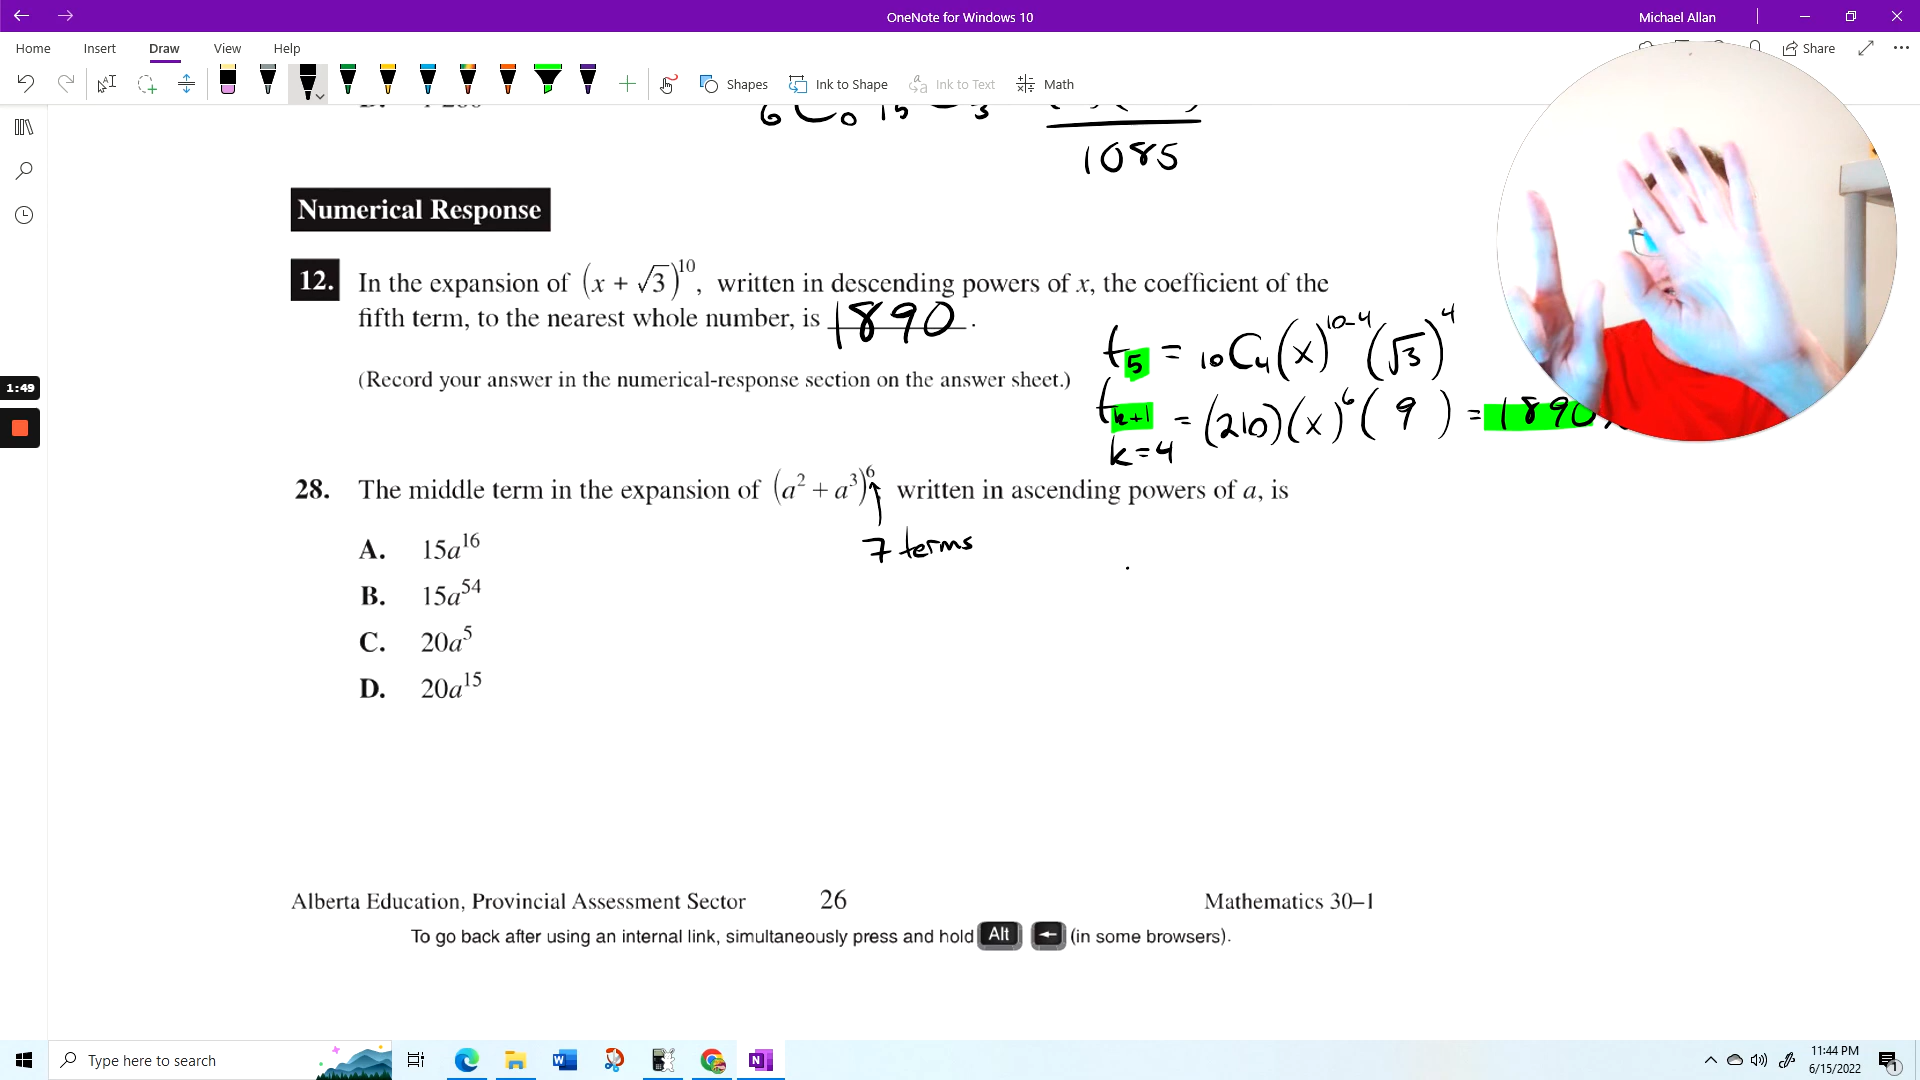 OneNote for Windows 10
Michael Allan
Home Insert Draw View Help
Share
Shapes Ink to Shape Ink to Text Math
6C0 15C3
1085
Numerical Response
12. In the expansion of (x + √3)^10, written in descending powers of x, the coefficient of the
fifth term, to the nearest whole number, is 1890.
(Record your answer in the numerical-response section on the answer sheet.)
t5 = 10C4 (x)^10-4 (√3)^4
tk+1 = (210)(x)^6 (9) = 1890
k=4
1:49
28. The middle term in the expansion of (a² + a³)^6 written in ascending powers of a, is
7 terms
A. 15a^16
B. 15a^54
C. 20a^5
D. 20a^15
Alberta Education, Provincial Assessment Sector 26 Mathematics 30–1
To go back after using an internal link, simultaneously press and hold Alt ← (in some browsers).
Type here to search
11:44 PM
6/15/2022
1